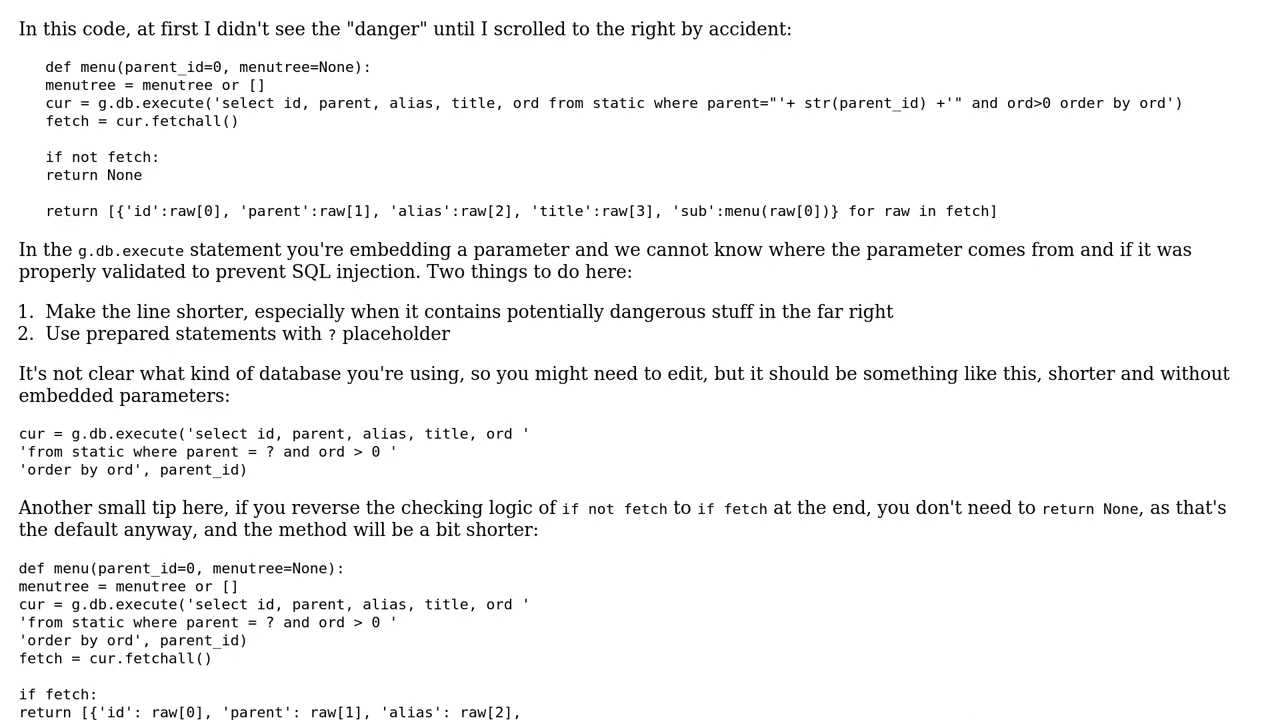 In this code, at first I didn't see the "danger" until I scrolled to the right by accident:
def menu(parent_id=0, menutree=None):
menutree = menutree or []
cur = g.db.execute('select id, parent, alias, title, ord from static where parent="'+ str(parent_id) +'" and ord>0 order by ord')
fetch = cur.fetchall()
if not fetch:
return None
return [{'id':raw[0], 'parent':raw[1], 'alias':raw[2], 'title':raw[3], 'sub':menu(raw[0])} for raw in fetch]
In the g.db.execute statement you're embedding a parameter and we cannot know where the parameter comes from and if it was
properly validated to prevent SQL injection. Two things to do here:
1. Make the line shorter, especially when it contains potentially dangerous stuff in the far right
2. Use prepared statements with ? placeholder
It's not clear what kind of database you're using, so you might need to edit, but it should be something like this, shorter and without
embedded parameters:
cur = g.db.execute('select id, parent, alias, title, ord '
'from static where parent = ? and ord > 0 '
'order by ord', parent_id)
Another small tip here, if you reverse the checking logic of if not fetch to if fetch at the end, you don't need to return None, as that's
the default anyway, and the method will be a bit shorter:
def menu(parent_id=0, menutree=None):
menutree = menutree or []
cur = g.db.execute('select id, parent, alias, title, ord '
'from static where parent = ? and ord > 0 '
'order by ord', parent_id)
fetch = cur.fetchall()
if fetch:
return [{'id': raw[0], 'parent': raw[1], 'alias': raw[2],